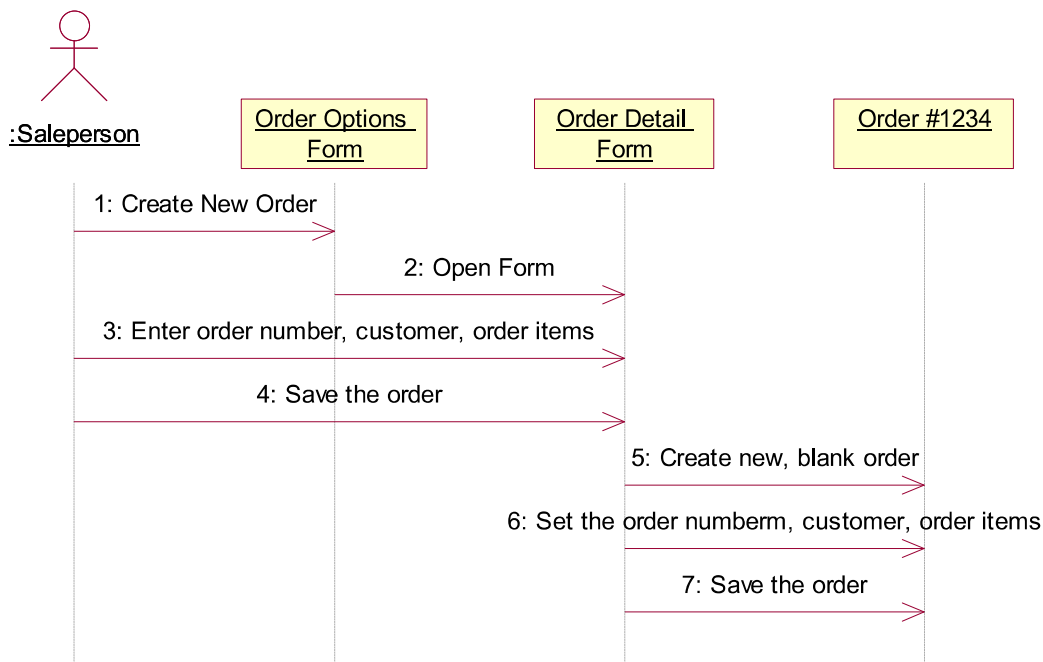 :Saleperson
Order Options
Form
Order Detail
Form
Order #1234
1: Create New Order
2: Open Form
3: Enter order number, customer, order items
4: Save the order
5: Create new, blank order
6: Set the order numberm, customer, order items
7: Save the order